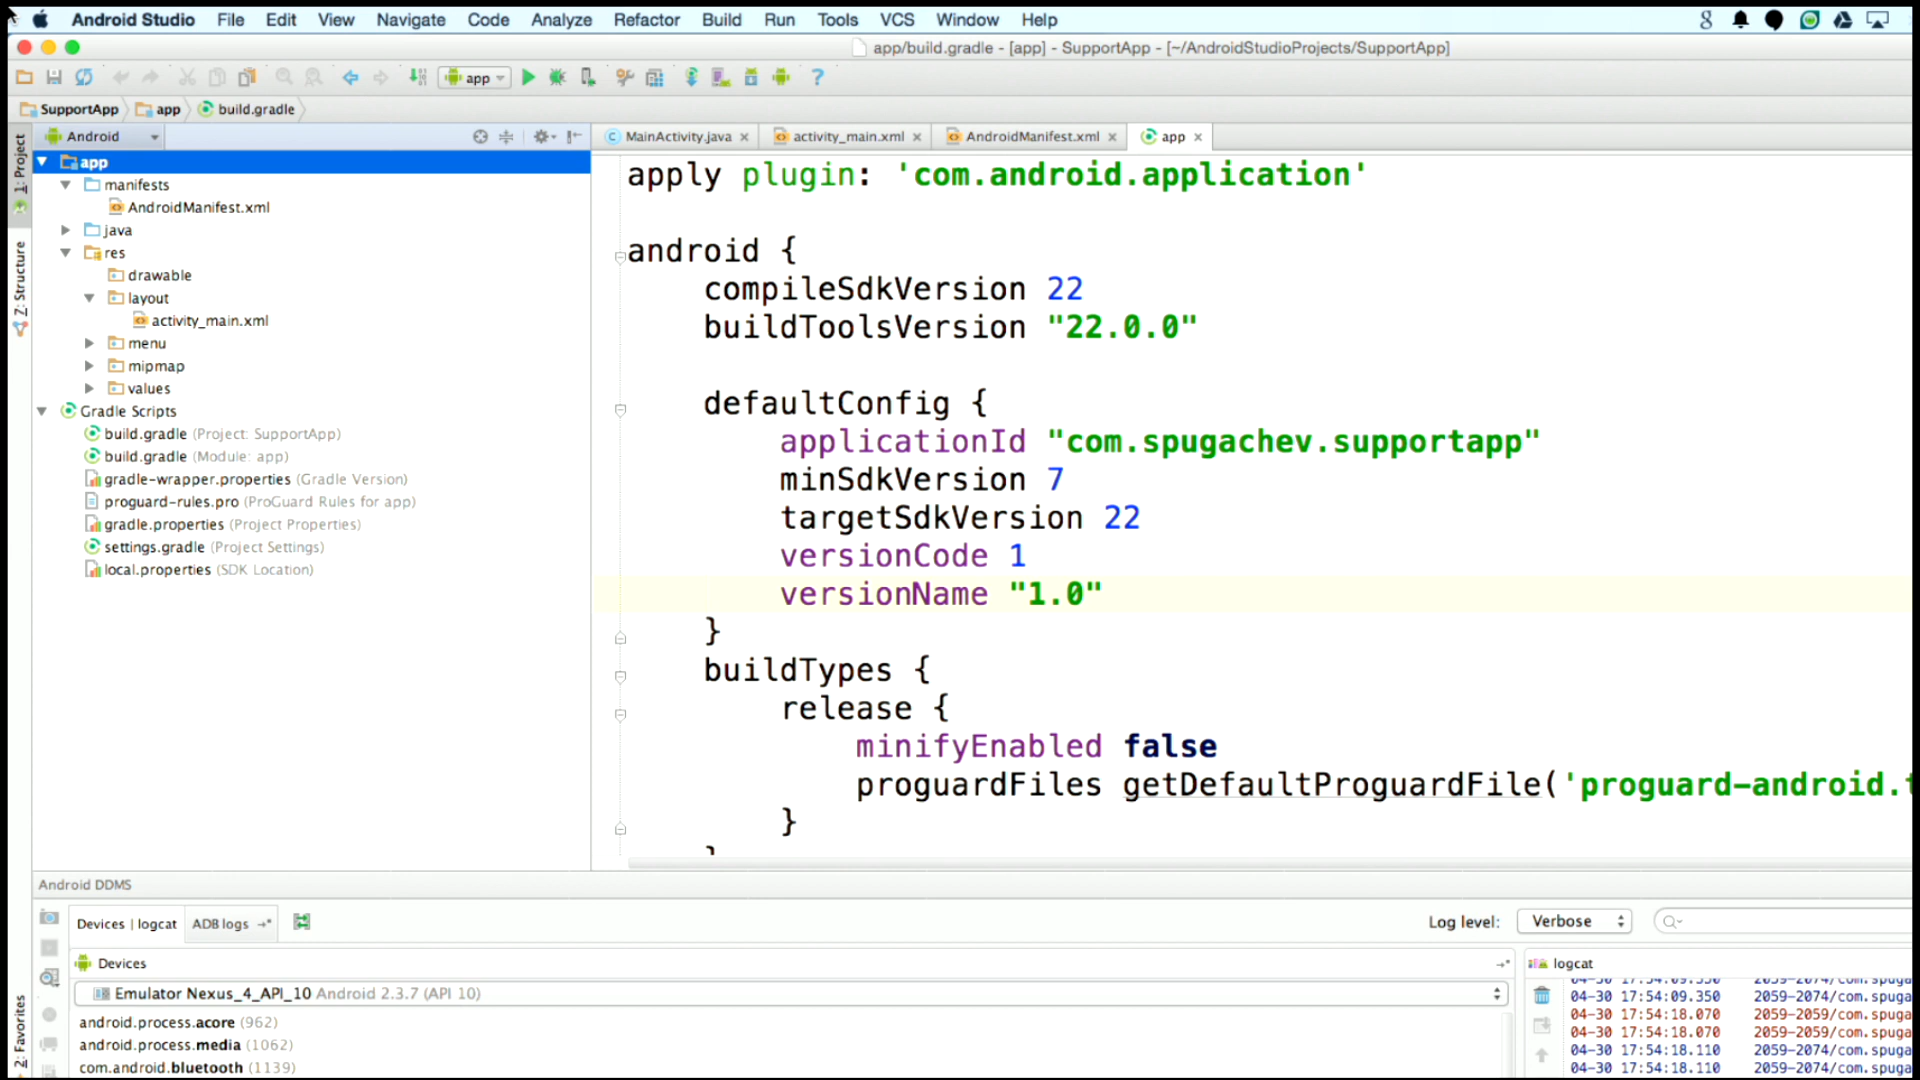 Android Studio File Edit View Navigate Code Analyze Refactor Build Run Tools VCS Window Help
app/build.gradle - [app] - SupportApp - [~/AndroidStudioProjects/SupportApp]
app
SupportApp app build.gradle
1: Project
Z: Structure
2: Favorites
Android
app
manifests
AndroidManifest.xml
java
res
drawable
layout
activity_main.xml
menu
mipmap
values
Gradle Scripts
build.gradle (Project: SupportApp)
build.gradle (Module: app)
gradle-wrapper.properties (Gradle Version)
proguard-rules.pro (ProGuard Rules for app)
gradle.properties (Project Properties)
settings.gradle (Project Settings)
local.properties (SDK Location)
MainActivity.java activity_main.xml AndroidManifest.xml app
apply plugin: 'com.android.application'
android {
compileSdkVersion 22
buildToolsVersion "22.0.0"
defaultConfig {
applicationId "com.spugachev.supportapp"
minSdkVersion 7
targetSdkVersion 22
versionCode 1
versionName "1.0"
}
buildTypes {
release {
minifyEnabled false
proguardFiles getDefaultProguardFile('proguard-android.t
}
Android DDMS
Devices | logcat ADB logs
Log level: Verbose
Devices
Emulator Nexus_4_API_10 Android 2.3.7 (API 10)
android.process.acore (962)
android.process.media (1062)
com.android.bluetooth (1139)
logcat
04-30 17:54:09.350 2059-2074/com.spuga
04-30 17:54:09.350 2059-2074/com.spuga
04-30 17:54:18.070 2059-2059/com.spuga
04-30 17:54:18.070 2059-2059/com.spuga
04-30 17:54:18.110 2059-2074/com.spuga
04-30 17:54:18.110 2059-2074/com.spuga